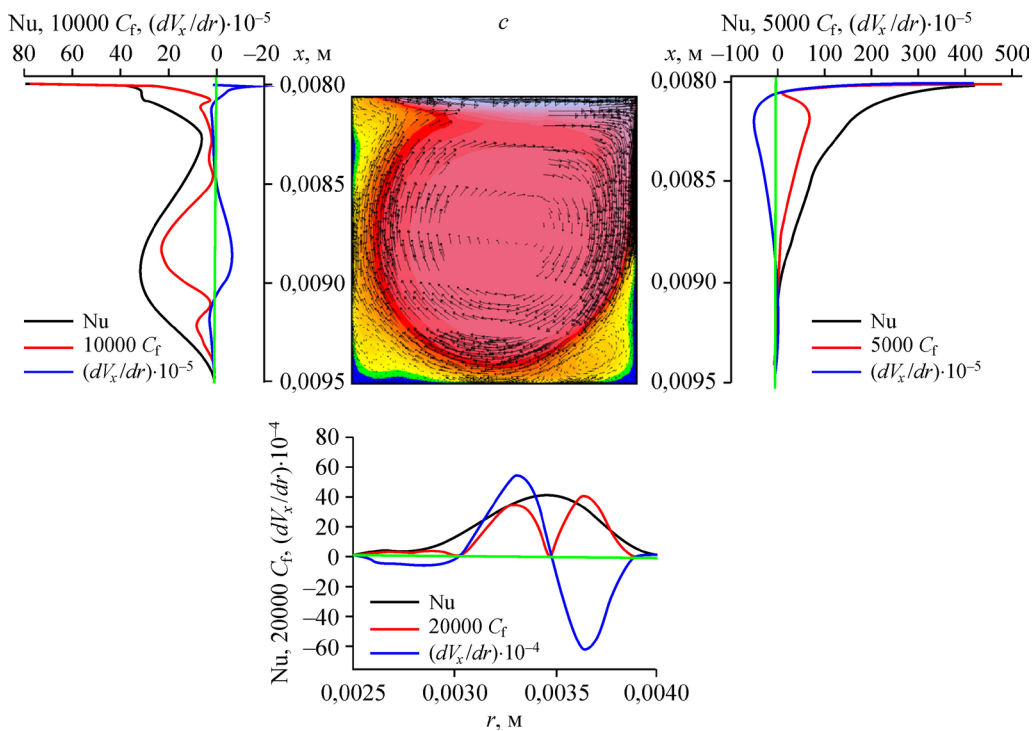 Nu, 10000 Cf, (dVx/dr)·10–5
80 60 40 20 0 –20
x, м
0,0080
0,0085
0,0090
0,0095
Nu
10000 Cf
(dVx/dr)·10–5
c
Nu, 5000 Cf, (dVx/dr)·10–5
x, м –100 0 100 200 300 400 500
0,0080
0,0085
0,0090
0,0095
Nu
5000 Cf
(dVx/dr)·10–5
Nu, 20000 Cf, (dVx/dr)·10–4
80
60
40
20
0
–20
–40
–60
Nu
20000 Cf
(dVx/dr)·10–4
0,0025 0,0030 0,0035 0,0040
r, м